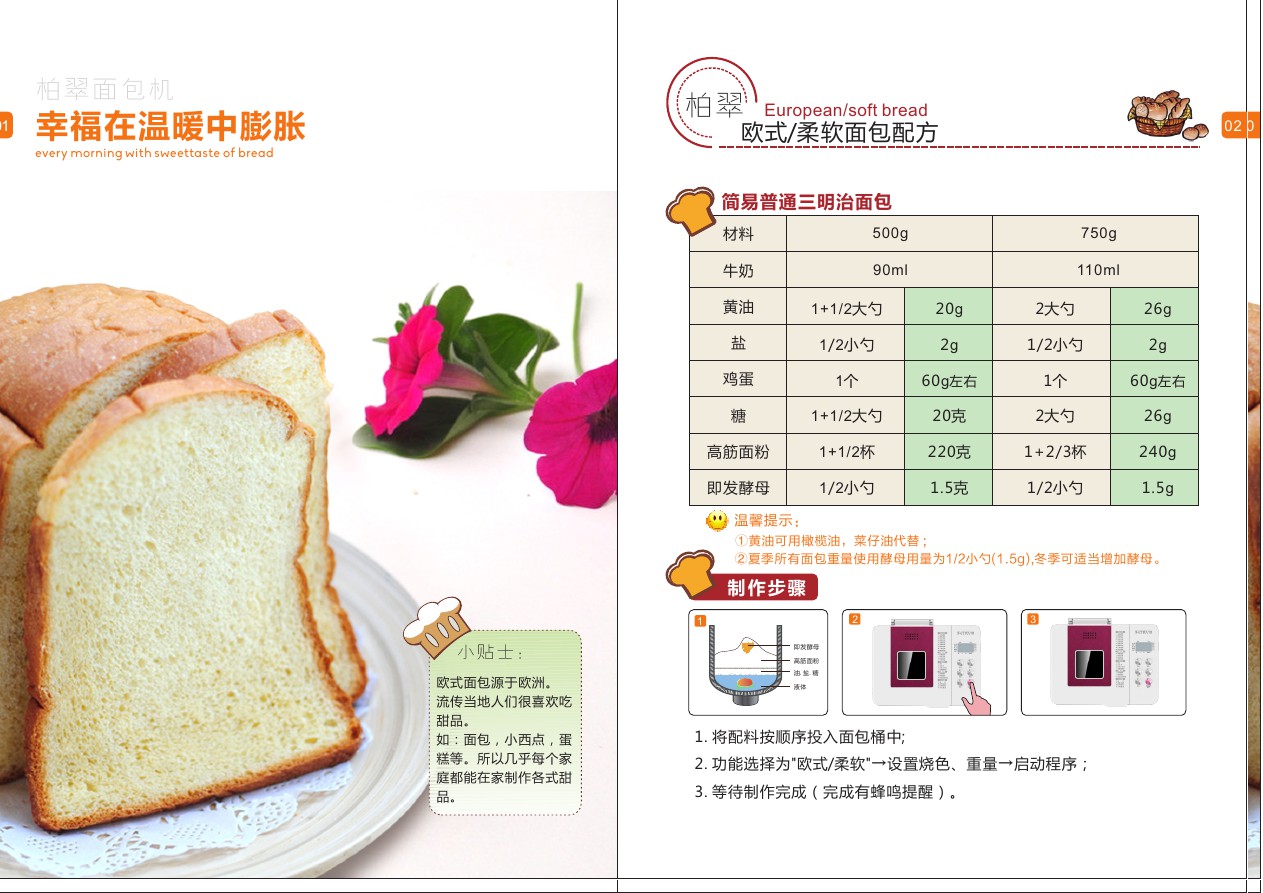 柏翠面包机
01
幸福在温暖中膨胀
every morning with sweettaste of bread
小贴士：
欧式面包源于欧洲。
流传当地人们很喜欢吃
甜品。
如：面包，小西点，蛋
糕等。所以几乎每个家
庭都能在家制作各式甜
品。
柏翠
European/soft bread
欧式/柔软面包配方
02
0
简易普通三明治面包
材料 500g 750g
牛奶 90ml 110ml
黄油 1+1/2大勺 20g 2大勺 26g
盐 1/2小勺 2g 1/2小勺 2g
鸡蛋 1个 60g左右 1个 60g左右
糖 1+1/2大勺 20克 2大勺 26g
高筋面粉 1+1/2杯 220克 1+2/3杯 240g
即发酵母 1/2小勺 1.5克 1/2小勺 1.5g
温馨提示：
①黄油可用橄榄油，菜仔油代替；
②夏季所有面包重量使用酵母用量为1/2小勺(1.5g),冬季可适当增加酵母。
制作步骤
1
即发酵母
高筋面粉
油. 盐. 糖
液体
2
3
1. 将配料按顺序投入面包桶中;
2. 功能选择为"欧式/柔软"→设置烧色、重量→启动程序；
3. 等待制作完成（完成有蜂鸣提醒）。